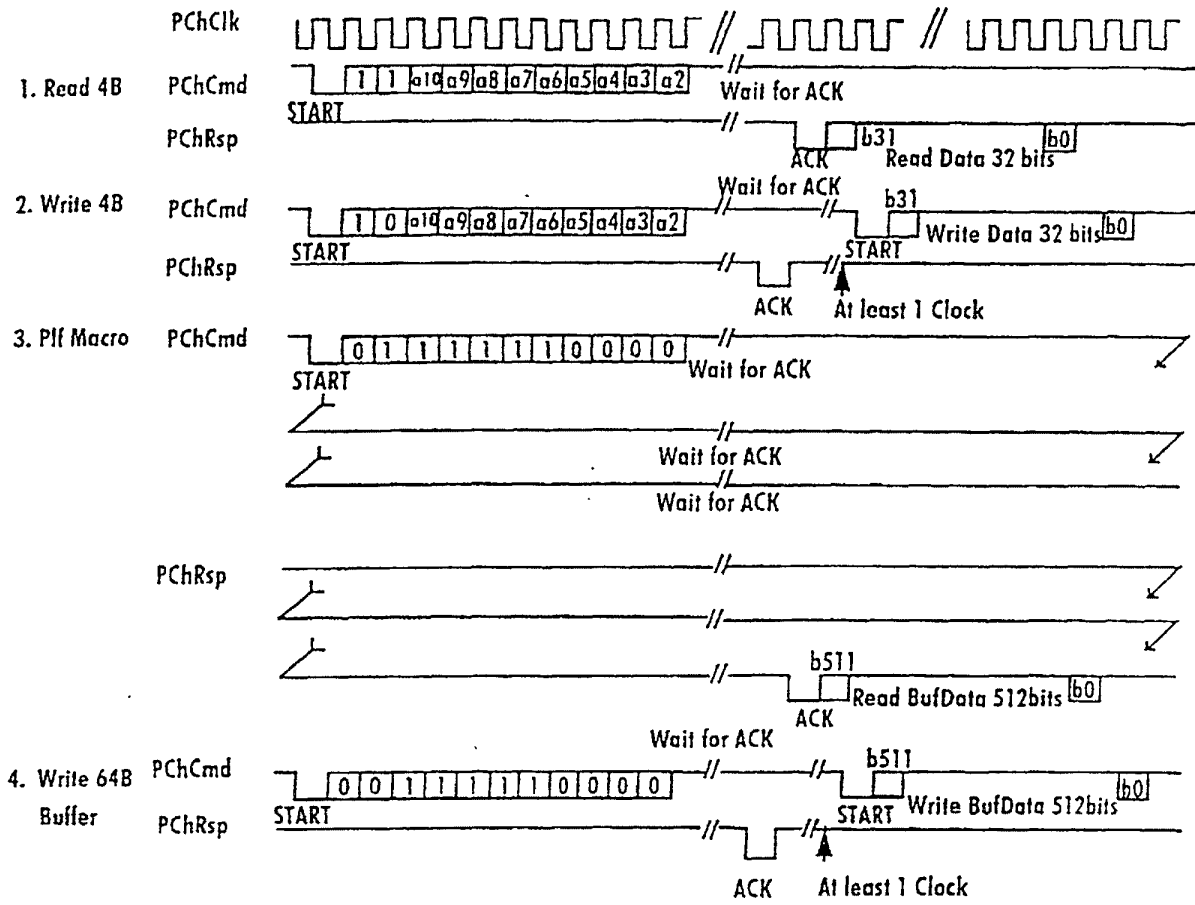 PChClk
1. Read 4B PChCmd 1 1 a10 a9 a8 a7 a6 a5 a4 a3 a2 Wait for ACK
START
PChRsp ACK b31 Read Data 32 bits b0
Wait for ACK
2. Write 4B PChCmd 1 0 a10 a9 a8 a7 a6 a5 a4 a3 a2 b31 Write Data 32 bits b0
START START
PChRsp
ACK At least 1 Clock
3. Plf Macro PChCmd 0 1 1 1 1 1 1 0 0 0 0 Wait for ACK
START
Wait for ACK
Wait for ACK
PChRsp
b511
Read BufData 512bits b0
ACK
Wait for ACK
4. Write 64B Buffer PChCmd 0 0 1 1 1 1 1 0 0 0 0 b511 Write BufData 512bits b0
START START
PChRsp
ACK At least 1 Clock